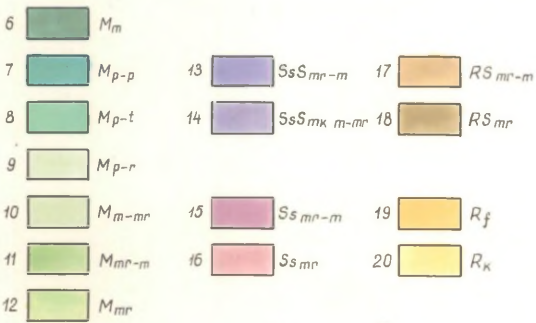 6 Mm
7 Mp-p 13 SsSmr-m 17 RSmr-m
8 Mp-t 14 SsSmк m-mr 18 RSmr
9 Mp-r
10 Mm-mr 15 Ssmr-m 19 Rf
11 Mmr-m 16 Ssmr 20 Rк
12 Mmr